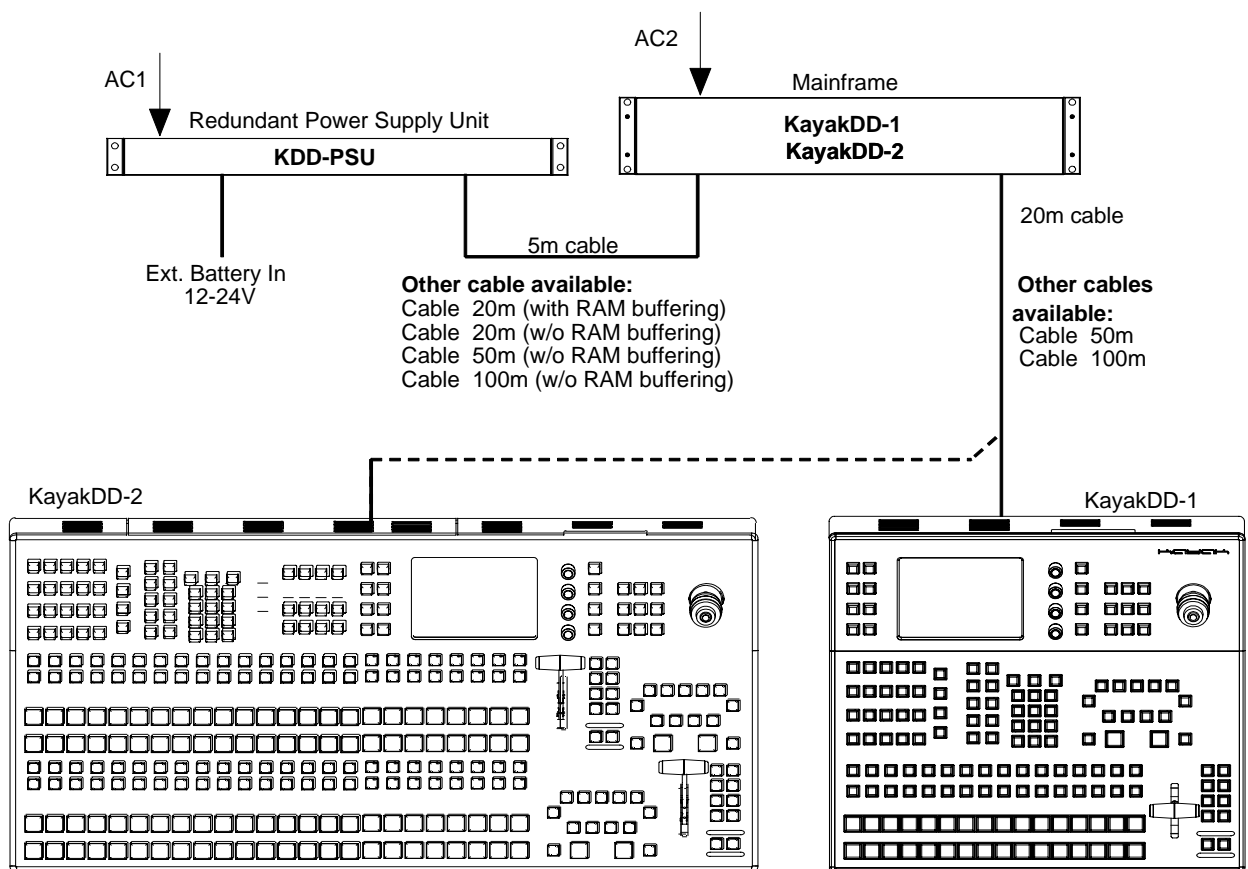 AC2
AC1
Mainframe
Redundant Power Supply Unit
KayakDD-1
KDD-PSU
KayakDD-2
20m cable
5m cable
Ext. Battery In
12-24V
Other cable available:
Cable 20m (with RAM buffering)
Cable 20m (w/o RAM buffering)
Cable 50m (w/o RAM buffering)
Cable 100m (w/o RAM buffering)
Other cables
available:
Cable 50m
Cable 100m
KayakDD-2
KayakDD-1